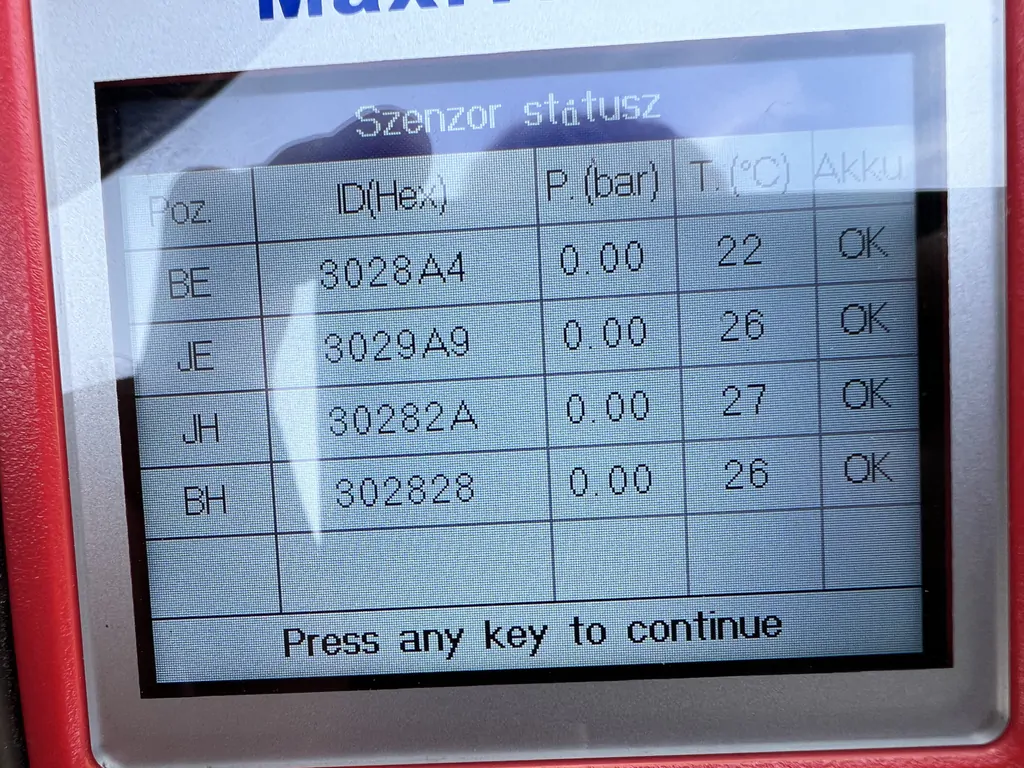 Szenzor státusz
Poz. ID(Hex) P.(bar) T.(°C) Akku
BE 3028A4 0.00 22 OK
JE 3029A9 0.00 26 OK
JH 30282A 0.00 27 OK
BH 302828 0.00 26 OK
Press any key to continue